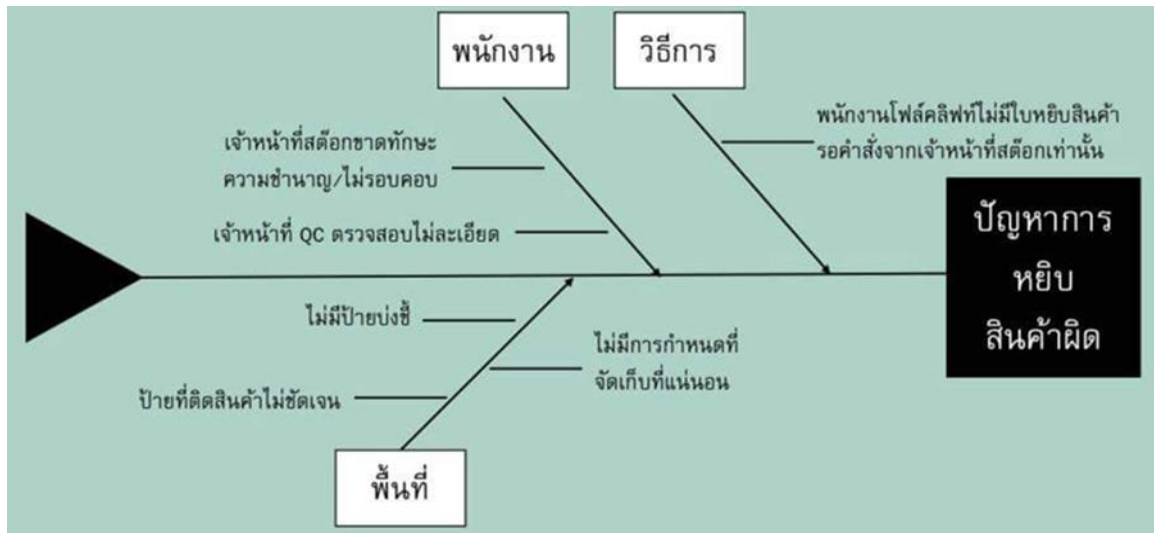 พนักงาน
วิธีการ
พนักงานโฟล์คลิฟท์ไม่มีใบหยิบสินค้า
รอคำสั่งจากเจ้าหน้าที่สต๊อกเท่านั้น
เจ้าหน้าที่สต๊อกขาดทักษะ
ความชำนาญ/ไม่รอบคอบ
เจ้าหน้าที่ QC ตรวจสอบไม่ละเอียด
ปัญหาการ
หยิบ
สินค้าผิด
ไม่มีป้ายบ่งชี้
ไม่มีการกำหนดที่
จัดเก็บที่แน่นอน
ป้ายที่ติดสินค้าไม่ชัดเจน
พื้นที่